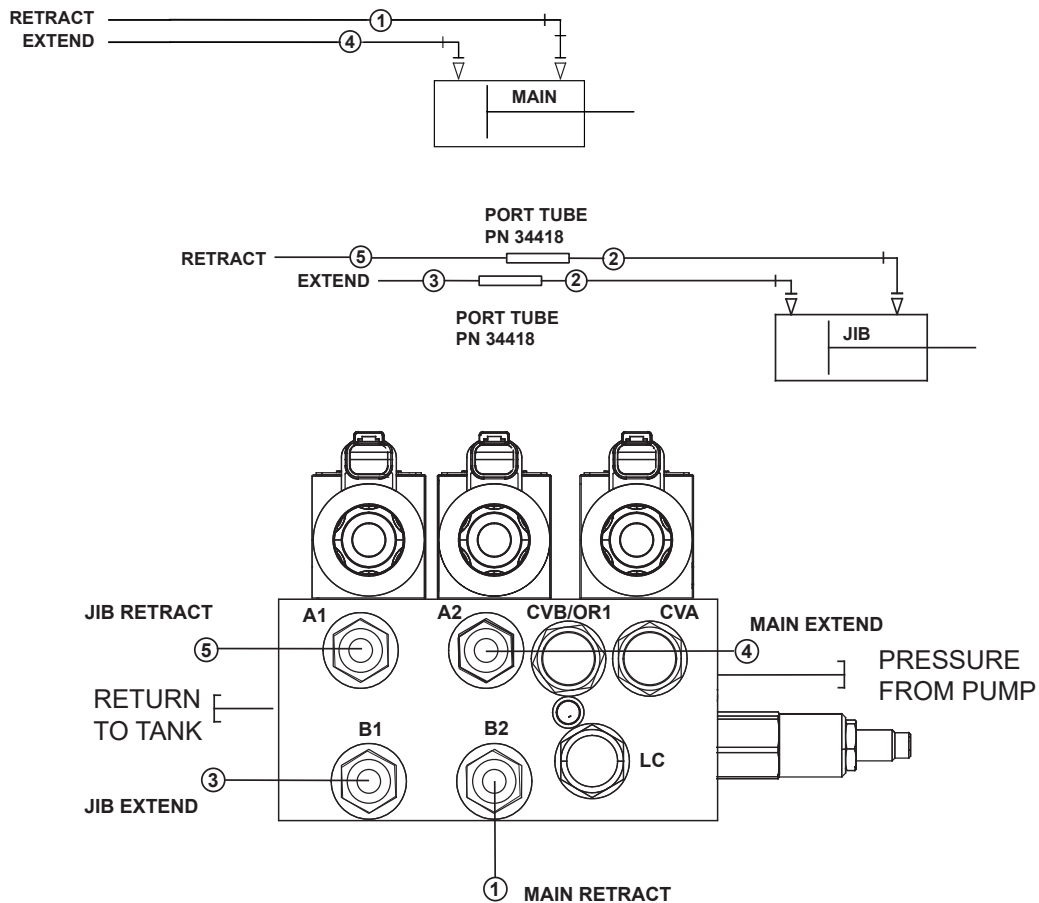 RETRACT
1
EXTEND
4
MAIN
PORT TUBE
PN 34418
RETRACT
5
2
EXTEND
3
2
PORT TUBE
PN 34418
JIB
JIB RETRACT
A1
A2
CVB/OR1
CVA
MAIN EXTEND
5
4
PRESSURE
FROM PUMP
RETURN
TO TANK
B1
B2
LC
3
JIB EXTEND
1
MAIN RETRACT